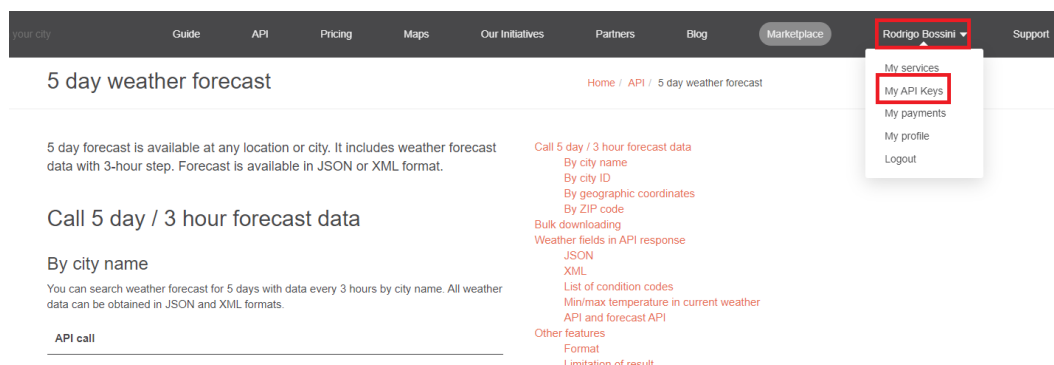 your city Guide API Pricing Maps Our Initiatives Partners Blog Marketplace Rodrigo Bossini Support
My services
My API Keys
My payments
My profile
Logout
5 day weather forecast
Home / API / 5 day weather forecast
5 day forecast is available at any location or city. It includes weather forecast
data with 3-hour step. Forecast is available in JSON or XML format.
Call 5 day / 3 hour forecast data
By city name
You can search weather forecast for 5 days with data every 3 hours by city name. All weather
data can be obtained in JSON and XML formats.
API call
Call 5 day / 3 hour forecast data
By city name
By city ID
By geographic coordinates
By ZIP code
Bulk downloading
Weather fields in API response
JSON
XML
List of condition codes
Min/max temperature in current weather
API and forecast API
Other features
Format
Limitation of result